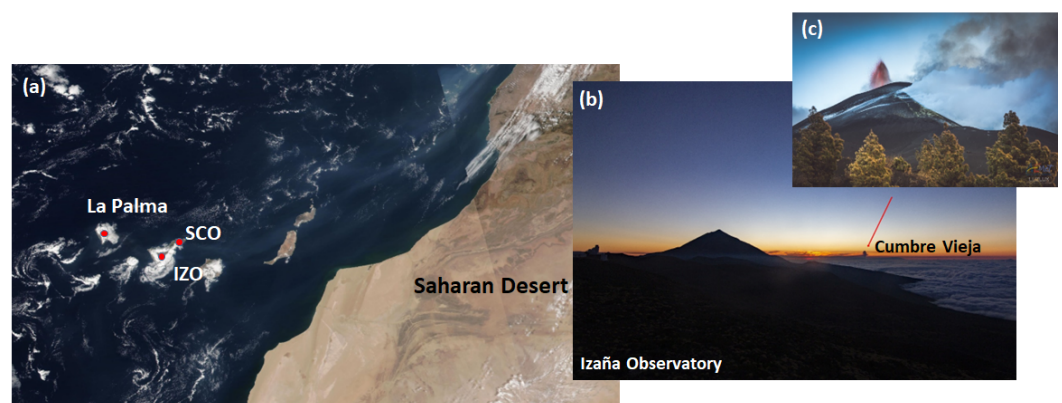 (a)
La Palma
SCO
IZO
Saharan Desert
(b)
Cumbre Vieja
Izaña Observatory
(c)